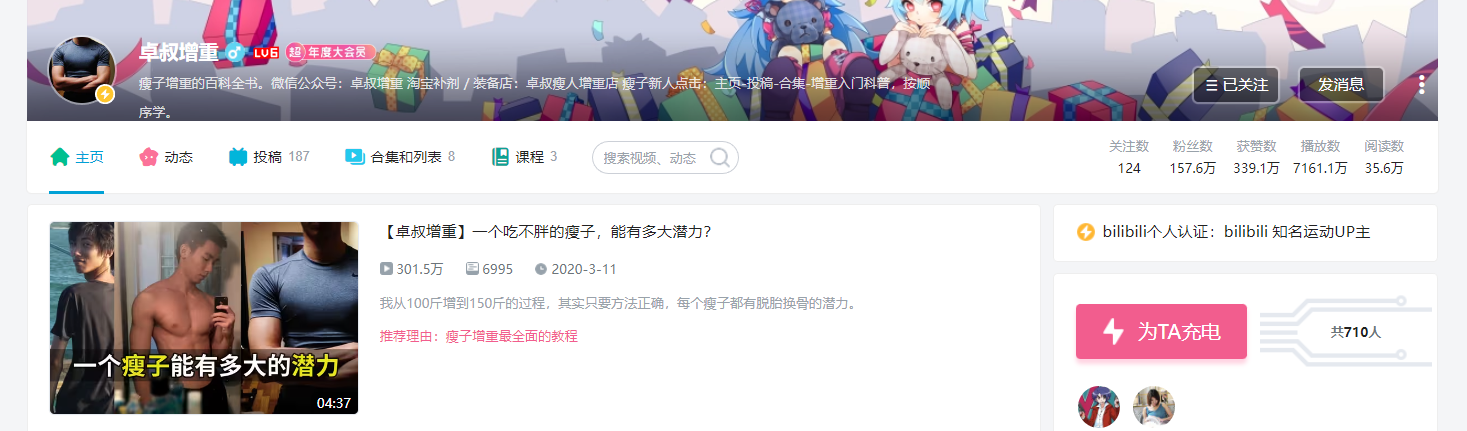 卓叔增重 LV6 超 年度大会员
瘦子增重的百科全书。微信公众号：卓叔增重 淘宝补剂 / 装备店：卓叔瘦人增重店 瘦子新人点击：主页-投稿-合集-增重入门科普，按顺
序学。
已关注 发消息
主页 动态 投稿 187 合集和列表 8 课程 3 搜索视频、动态
关注数 粉丝数 获赞数 播放数 阅读数
124 157.6万 339.1万 7161.1万 35.6万
一个瘦子能有多大的潜力
04:37
【卓叔增重】一个吃不胖的瘦子，能有多大潜力？
301.5万 6995 2020-3-11
我从100斤增到150斤的过程，其实只要方法正确，每个瘦子都有脱胎换骨的潜力。
推荐理由：瘦子增重最全面的教程
bilibili个人认证：bilibili 知名运动UP主
为TA充电 共710人